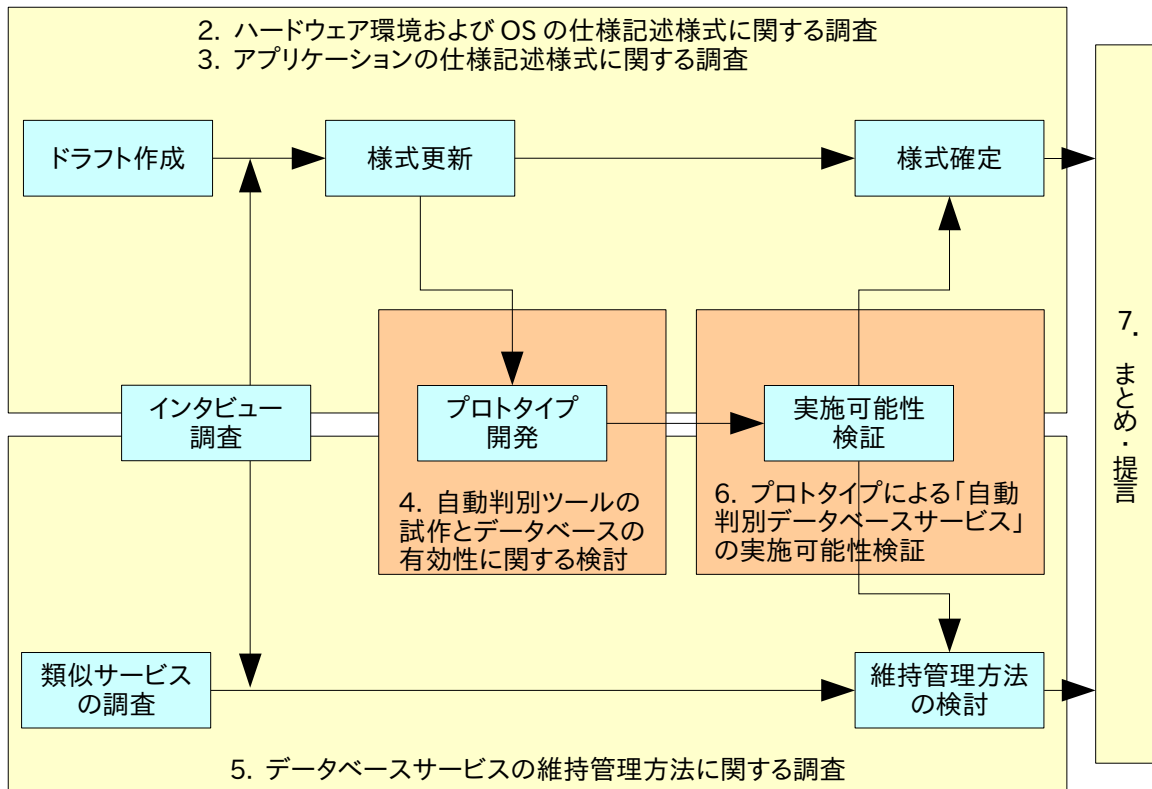 2. ハードウェア環境および OS の仕様記述様式に関する調査
3. アプリケーションの仕様記述様式に関する調査
ドラフト作成
様式更新
様式確定
インタビュー
調査
プロトタイプ
開発
実施可能性
検証
4. 自動判別ツールの
試作とデータベースの
有効性に関する検討
6. プロトタイプによる「自動
判別データベースサービス」
の実施可能性検証
類似サービス
の調査
維持管理方法
の検討
5. データベースサービスの維持管理方法に関する調査
7. まとめ・提言